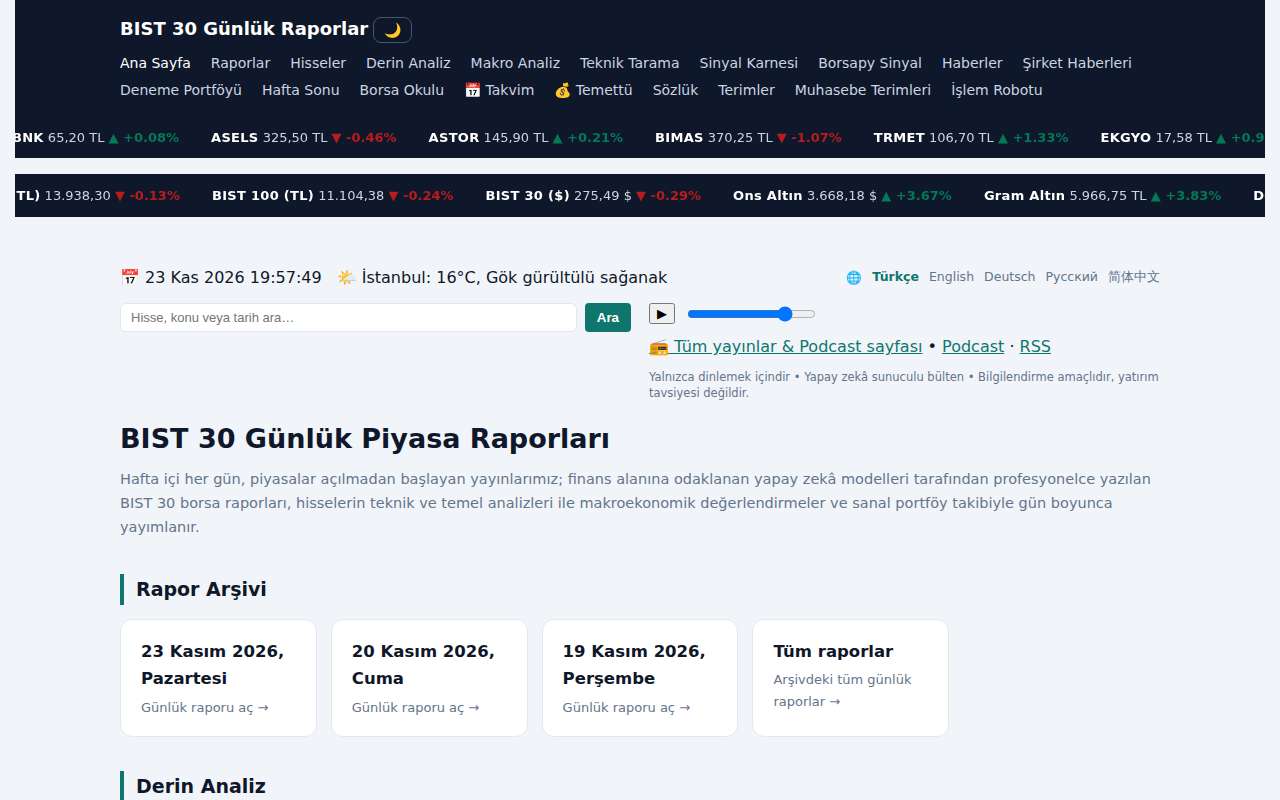 BIST 30 Günlük Raporlar 🌙
Ana Sayfa Raporlar Hisseler Derin Analiz Makro Analiz Teknik Tarama Sinyal Karnesi Borsapy Sinyal Haberler Şirket Haberleri
Deneme Portföyü Hafta Sonu Borsa Okulu 📅 Takvim 💰 Temettü Sözlük Terimler Muhasebe Terimleri İşlem Robotu
65,20 TL ▲ +0.08% ASELS 325,50 TL ▼ -0.46% ASTOR 145,90 TL ▲ +0.21% BIMAS 370,25 TL ▼ -1.07% TRMET 106,70 TL ▲ +1.33% EKGYO 17,58 TL ▲
TL) 13.938,30 ▼ -0.13% BIST 100 (TL) 11.104,38 ▼ -0.24% BIST 30 ($) 275,49 $ ▼ -0.29% Ons Altın 3.668,18 $ ▲ +3.67% Gram Altın 5.966,75 TL ▲ +3.83%
📅 23 Kas 2026 19:57:49 🌤️ İstanbul: 16°C, Gök gürültülü sağanak
🌐 Türkçe English Deutsch Русский 简体中文
Hisse, konu veya tarih ara… Ara
▶
📻 Tüm yayınlar & Podcast sayfası • Podcast · RSS
Yalnızca dinlemek içindir • Yapay zekâ sunuculu bülten • Bilgilendirme amaçlıdır, yatırım
tavsiyesi değildir.
BIST 30 Günlük Piyasa Raporları
Hafta içi her gün, piyasalar açılmadan başlayan yayınlarımız; finans alanına odaklanan yapay zekâ modelleri tarafından profesyonelce yazılan
BIST 30 borsa raporları, hisselerin teknik ve temel analizleri ile makroekonomik değerlendirmeler ve sanal portföy takibiyle gün boyunca
yayımlanır.
Rapor Arşivi
23 Kasım 2026,
Pazartesi
Günlük raporu aç →
20 Kasım 2026,
Cuma
Günlük raporu aç →
19 Kasım 2026,
Perşembe
Günlük raporu aç →
Tüm raporlar
Arşivdeki tüm günlük
raporlar →
Derin Analiz